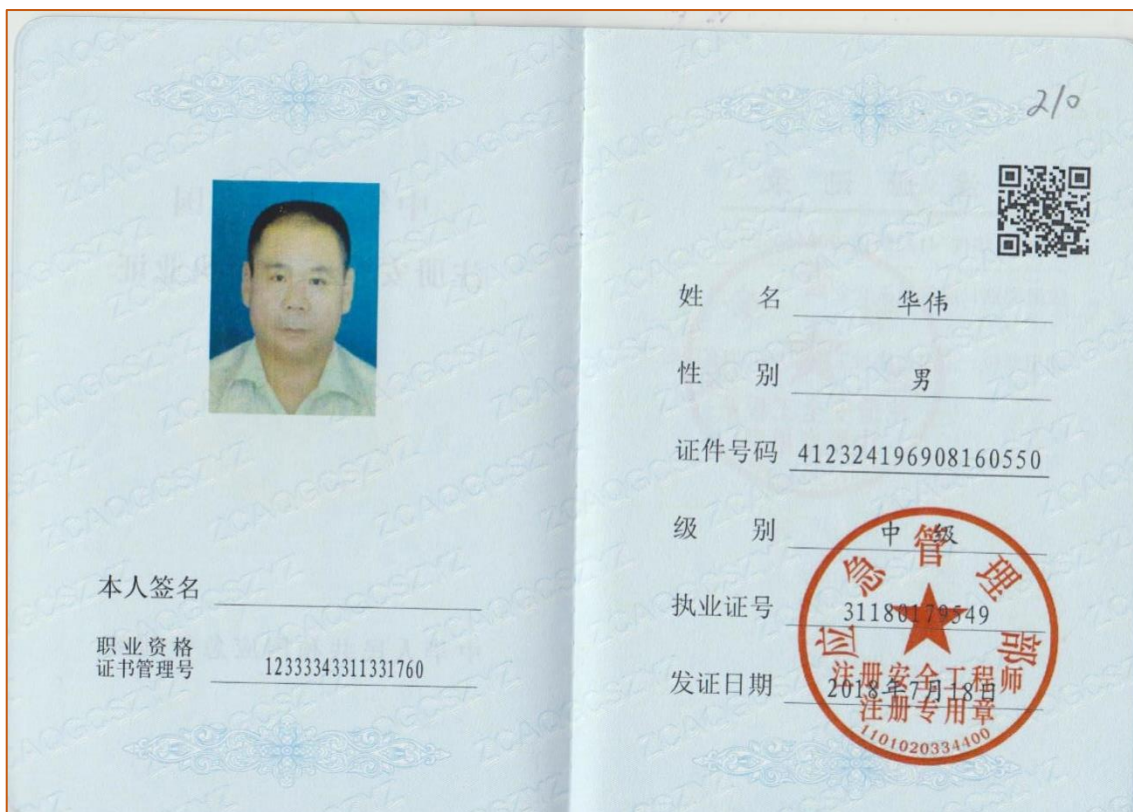 本人签名
职业资格
证书管理号 12333343311331760
210
姓 名 华伟
性 别 男
证件号码 412324196908160550
级 别 中 级
执业证号 31180179549
发证日期 2018年7月18日
应急管理部
注册安全工程师
注册专用章
1101020334400
ZCAQGCSZYZ